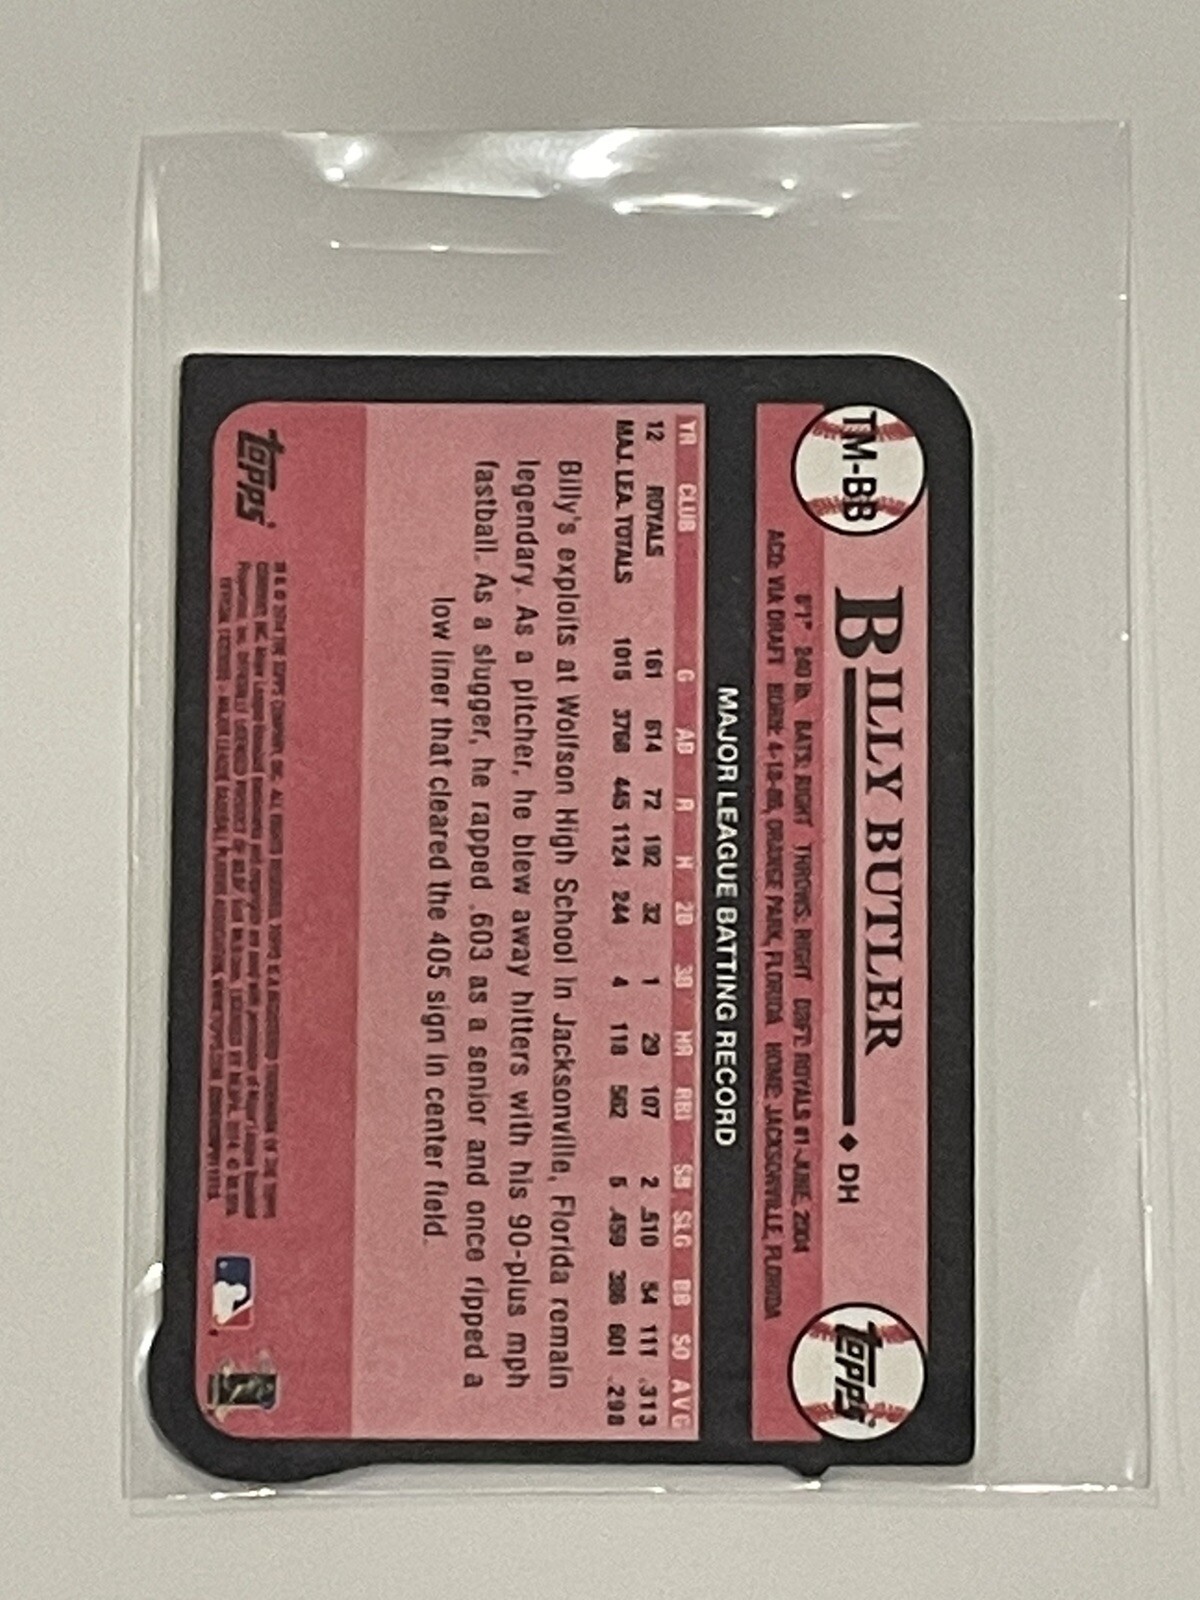 TM-BB
BILLY BUTLER ◆ DH
topps
6'1" 240 lb. BATS: RIGHT THROWS: RIGHT DRFT: ROYALS #1-JUNE, 2004
ACQ: VIA DRAFT BORN: 4-18-86, ORANGE PARK, FLORIDA HOME: JACKSONVILLE, FLORIDA
MAJOR LEAGUE BATTING RECORD
YR CLUB G AB R H 2B 3B HR RBI SB SLG BB SO AVG
12 ROYALS 161 614 72 192 32 1 29 107 2 .510 54 111 .313
MAJ. LEA. TOTALS 1015 3768 445 1124 244 4 118 562 5 .459 386 601 .298
Billy's exploits at Wolfson High School in Jacksonville, Florida remain
legendary. As a pitcher, he blew away hitters with his 90-plus mph
fastball. As a slugger, he rapped .603 as a senior and once ripped a
low liner that cleared the 405 sign in center field.
topps